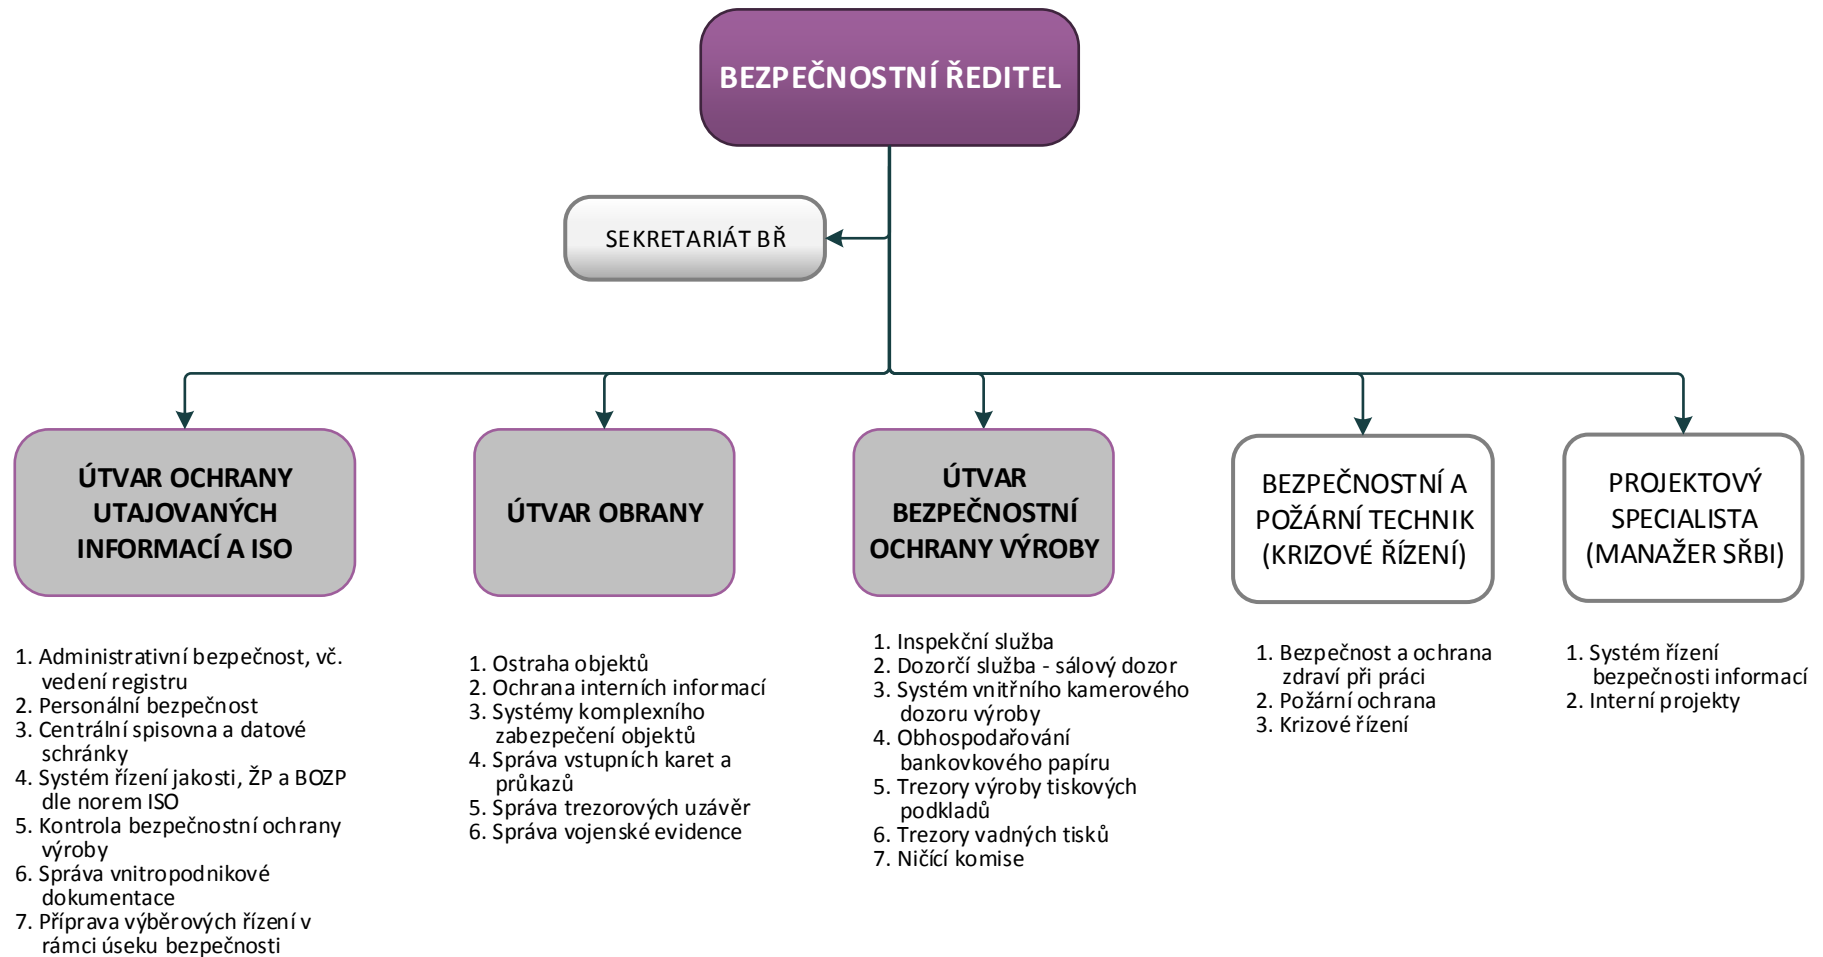 BEZPEČNOSTNÍ ŘEDITEL
SEKRETARIÁT BŘ
ÚTVAR OCHRANY
UTAJOVANÝCH
INFORMACÍ A ISO
1. Administrativní bezpečnost, vč.
vedení registru
2. Personální bezpečnost
3. Centrální spisovna a datové
schránky
4. Systém řízení jakosti, ŽP a BOZP
dle norem ISO
5. Kontrola bezpečnostní ochrany
výroby
6. Správa vnitropodnikové
dokumentace
7. Příprava výběrových řízení v
rámci úseku bezpečnosti
ÚTVAR OBRANY
1. Ostraha objektů
2. Ochrana interních informací
3. Systémy komplexního
zabezpečení objektů
4. Správa vstupních karet a
průkazů
5. Správa trezorových uzávěr
6. Správa vojenské evidence
ÚTVAR
BEZPEČNOSTNÍ
OCHRANY VÝROBY
1. Inspekční služba
2. Dozorčí služba - sálový dozor
3. Systém vnitřního kamerového
dozoru výroby
4. Obhospodařování
bankovkového papíru
5. Trezory výroby tiskových
podkladů
6. Trezory vadných tisků
7. Ničící komise
BEZPEČNOSTNÍ A
POŽÁRNÍ TECHNIK
(KRIZOVÉ ŘÍZENÍ)
1. Bezpečnost a ochrana
zdraví při práci
2. Požární ochrana
3. Krizové řízení
PROJEKTOVÝ
SPECIALISTA
(MANAŽER SŘBI)
1. Systém řízení
bezpečnosti informací
2. Interní projekty